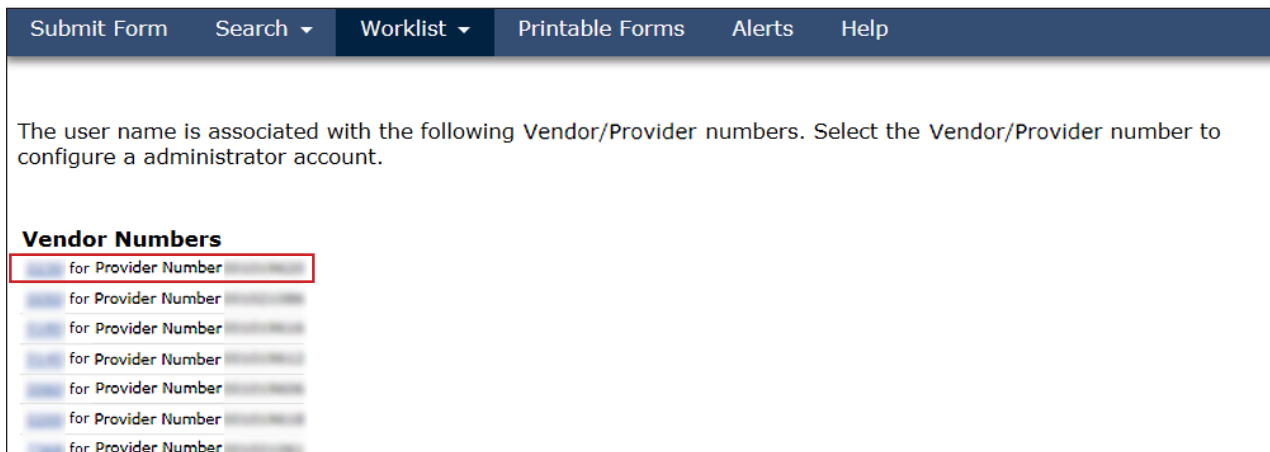 Submit Form Search Worklist Printable Forms Alerts Help
The user name is associated with the following Vendor/Provider numbers. Select the Vendor/Provider number to
configure a administrator account.
Vendor Numbers
for Provider Number
for Provider Number
for Provider Number
for Provider Number
for Provider Number
for Provider Number
for Provider Number